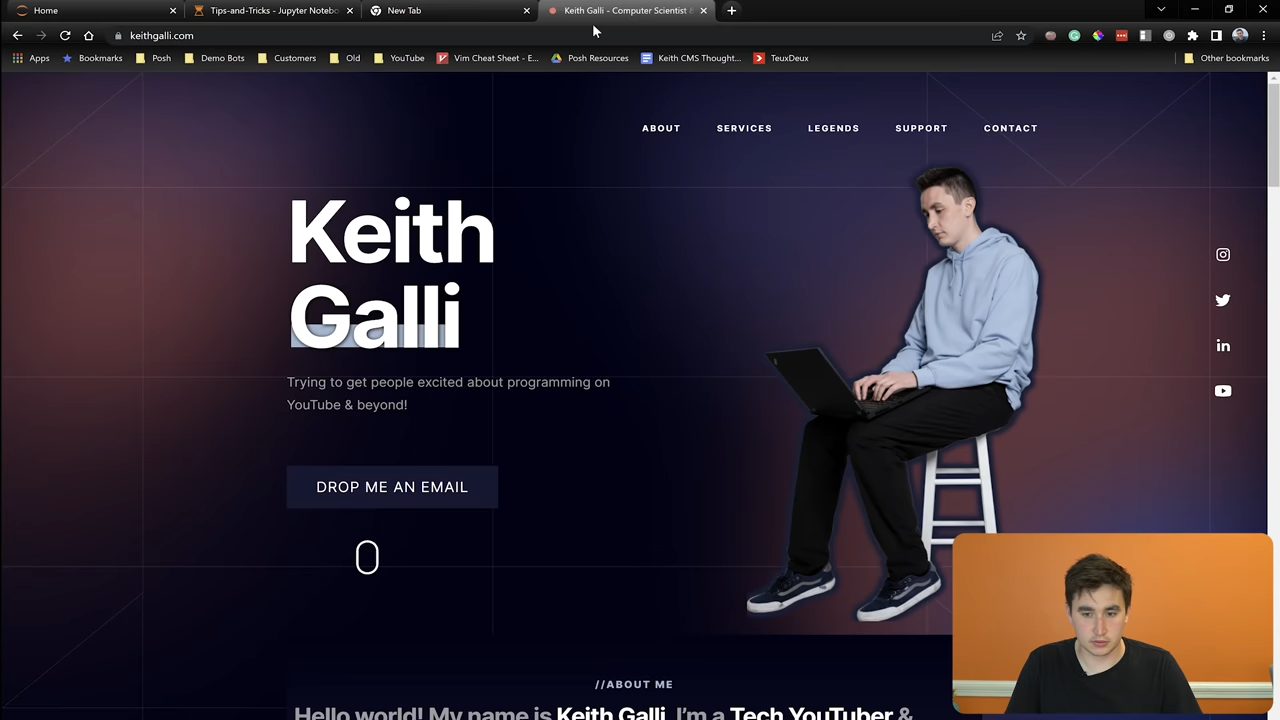 Home
Tips-and-Tricks - Jupyter Notebo
New Tab
Keith Galli - Computer Scientist &
keithgalli.com
Apps
Bookmarks
Posh
Demo Bots
Customers
Old
YouTube
Vim Cheat Sheet - E...
Posh Resources
Keith CMS Thought...
TeuxDeux
Other bookmarks
ABOUT
SERVICES
LEGENDS
SUPPORT
CONTACT
Keith
Galli
Trying to get people excited about programming on
YouTube & beyond!
DROP ME AN EMAIL
//ABOUT ME
Hello world! My name is Keith Galli. I'm a Tech YouTuber &